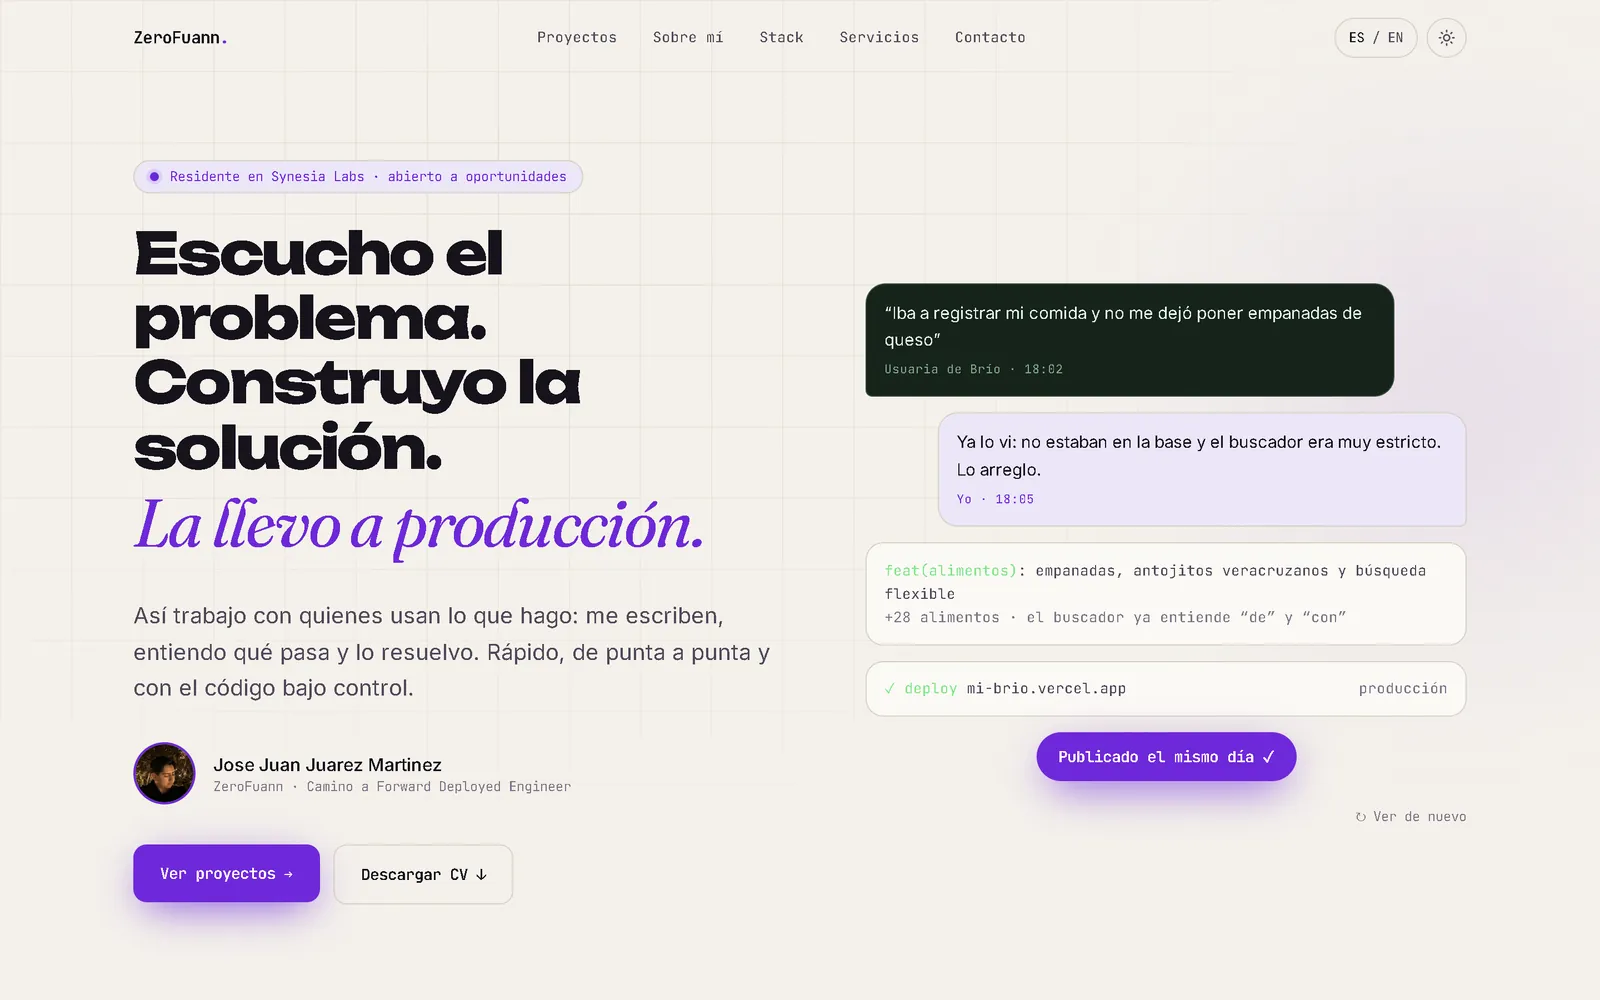 ZeroFuann.
Proyectos
Sobre mí
Stack
Servicios
Contacto
ES / EN
Residente en Synesia Labs · abierto a oportunidades
Escucho el
problema.
Construyo la
solución.
La llevo a producción.
Así trabajo con quienes usan lo que hago: me escriben,
entiendo qué pasa y lo resuelvo. Rápido, de punta a punta y
con el código bajo control.
Jose Juan Juarez Martinez
ZeroFuann · Camino a Forward Deployed Engineer
Ver proyectos →
Descargar CV ↓
“Iba a registrar mi comida y no me dejó poner empanadas de
queso”
Usuaria de Brío · 18:02
Ya lo vi: no estaban en la base y el buscador era muy estricto.
Lo arreglo.
Yo · 18:05
feat(alimentos): empanadas, antojitos veracruzanos y búsqueda
flexible
+28 alimentos · el buscador ya entiende “de” y “con”
✓ deploy mi-brio.vercel.app
producción
Publicado el mismo día ✓
↻ Ver de nuevo